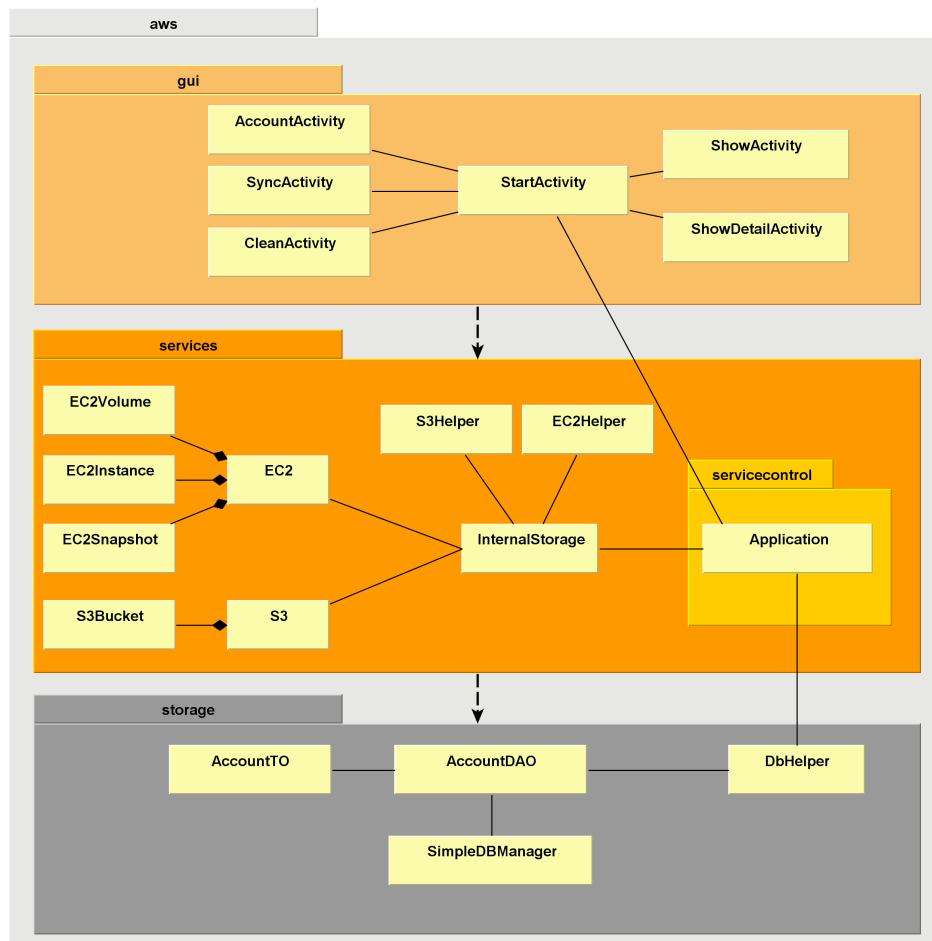 aws
gui
AccountActivity
ShowActivity
SyncActivity
StartActivity
ShowDetailActivity
CleanActivity
services
EC2Volume
S3Helper
EC2Helper
EC2Instance
EC2
servicecontrol
EC2Snapshot
InternalStorage
Application
S3Bucket
S3
storage
AccountTO
AccountDAO
DbHelper
SimpleDBManager